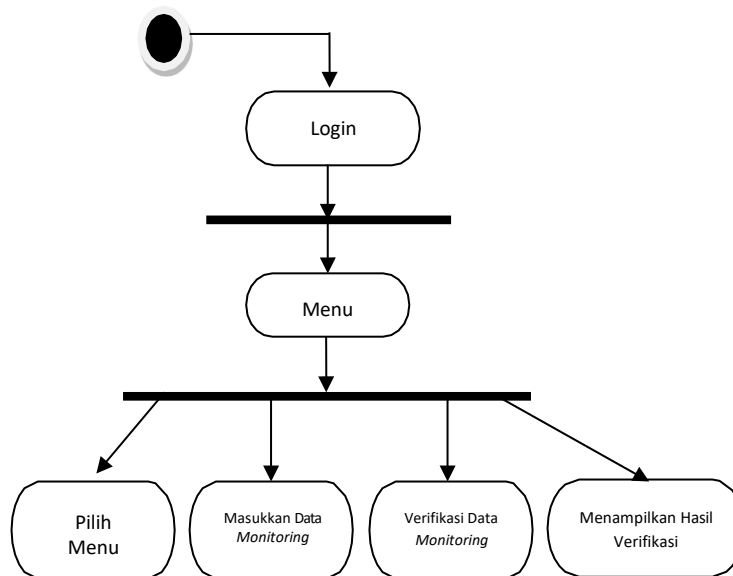 Login
Menu
Pilih
Menu
Masukkan Data
Monitoring
Verifikasi Data
Monitoring
Menampilkan Hasil
Verifikasi